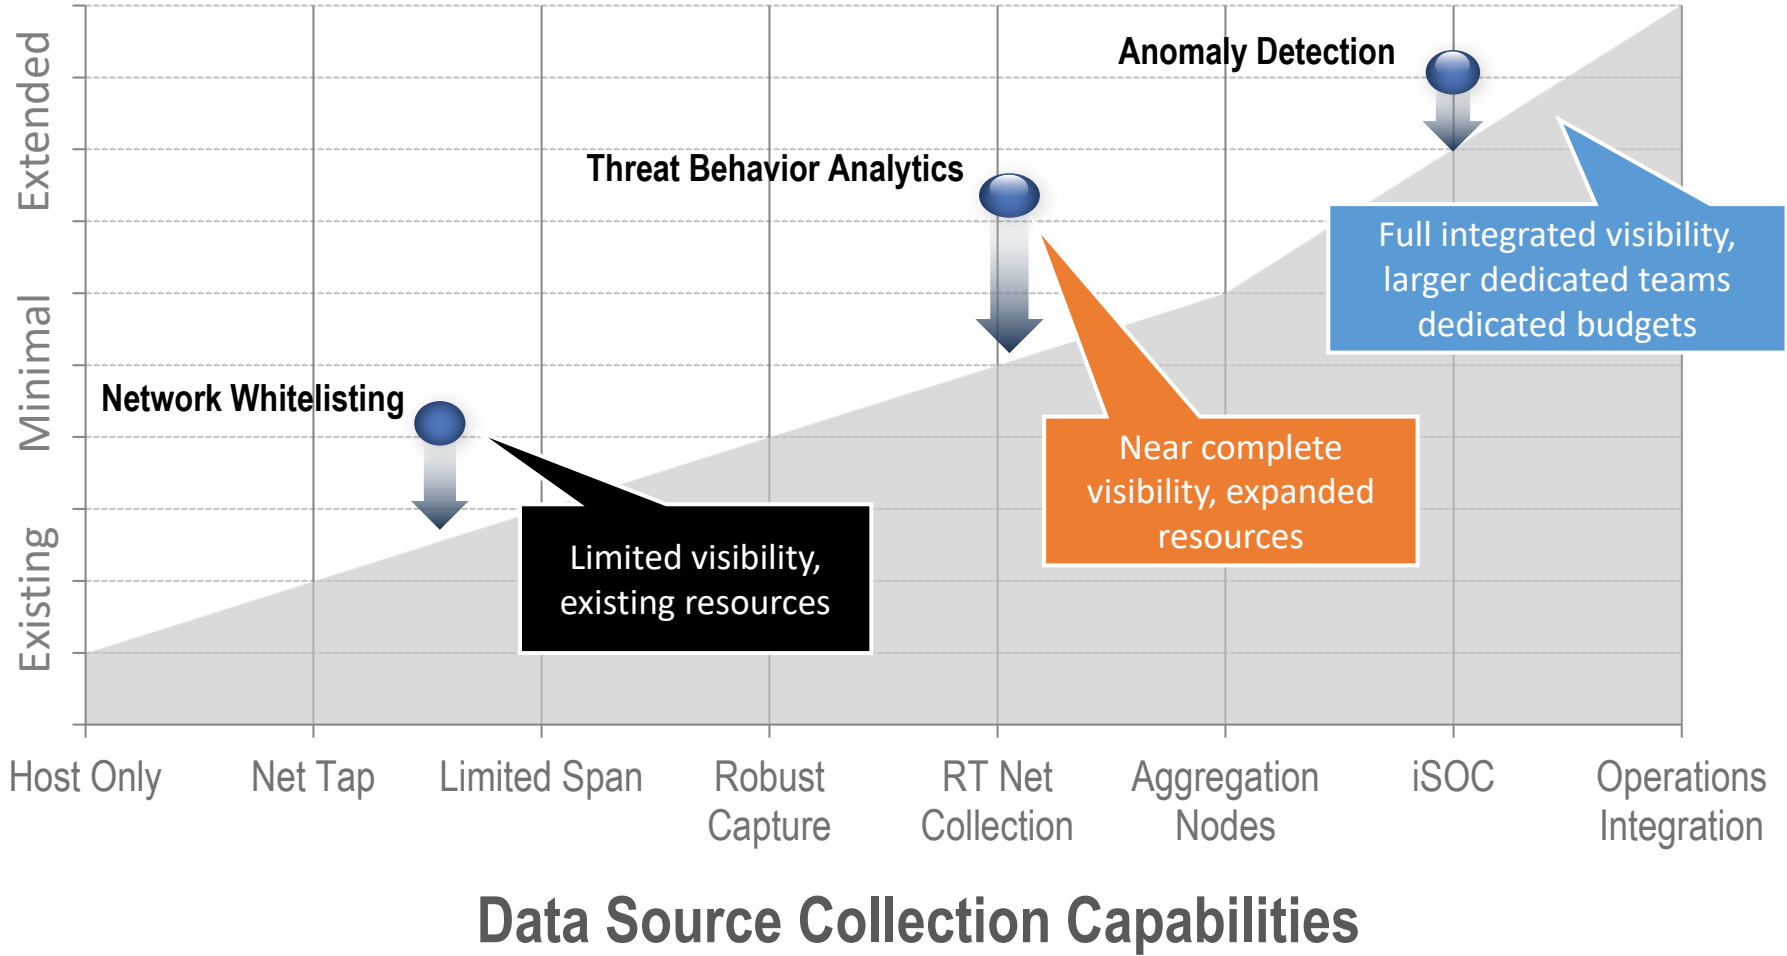 Extended
Minimal
Existing
Anomaly Detection
Threat Behavior Analytics
Network Whitelisting
Full integrated visibility,
larger dedicated teams
dedicated budgets
Near complete
visibility, expanded
resources
Limited visibility,
existing resources
Host Only
Net Tap
Limited Span
Robust
Capture
RT Net
Collection
Aggregation
Nodes
iSOC
Operations
Integration
Data Source Collection Capabilities